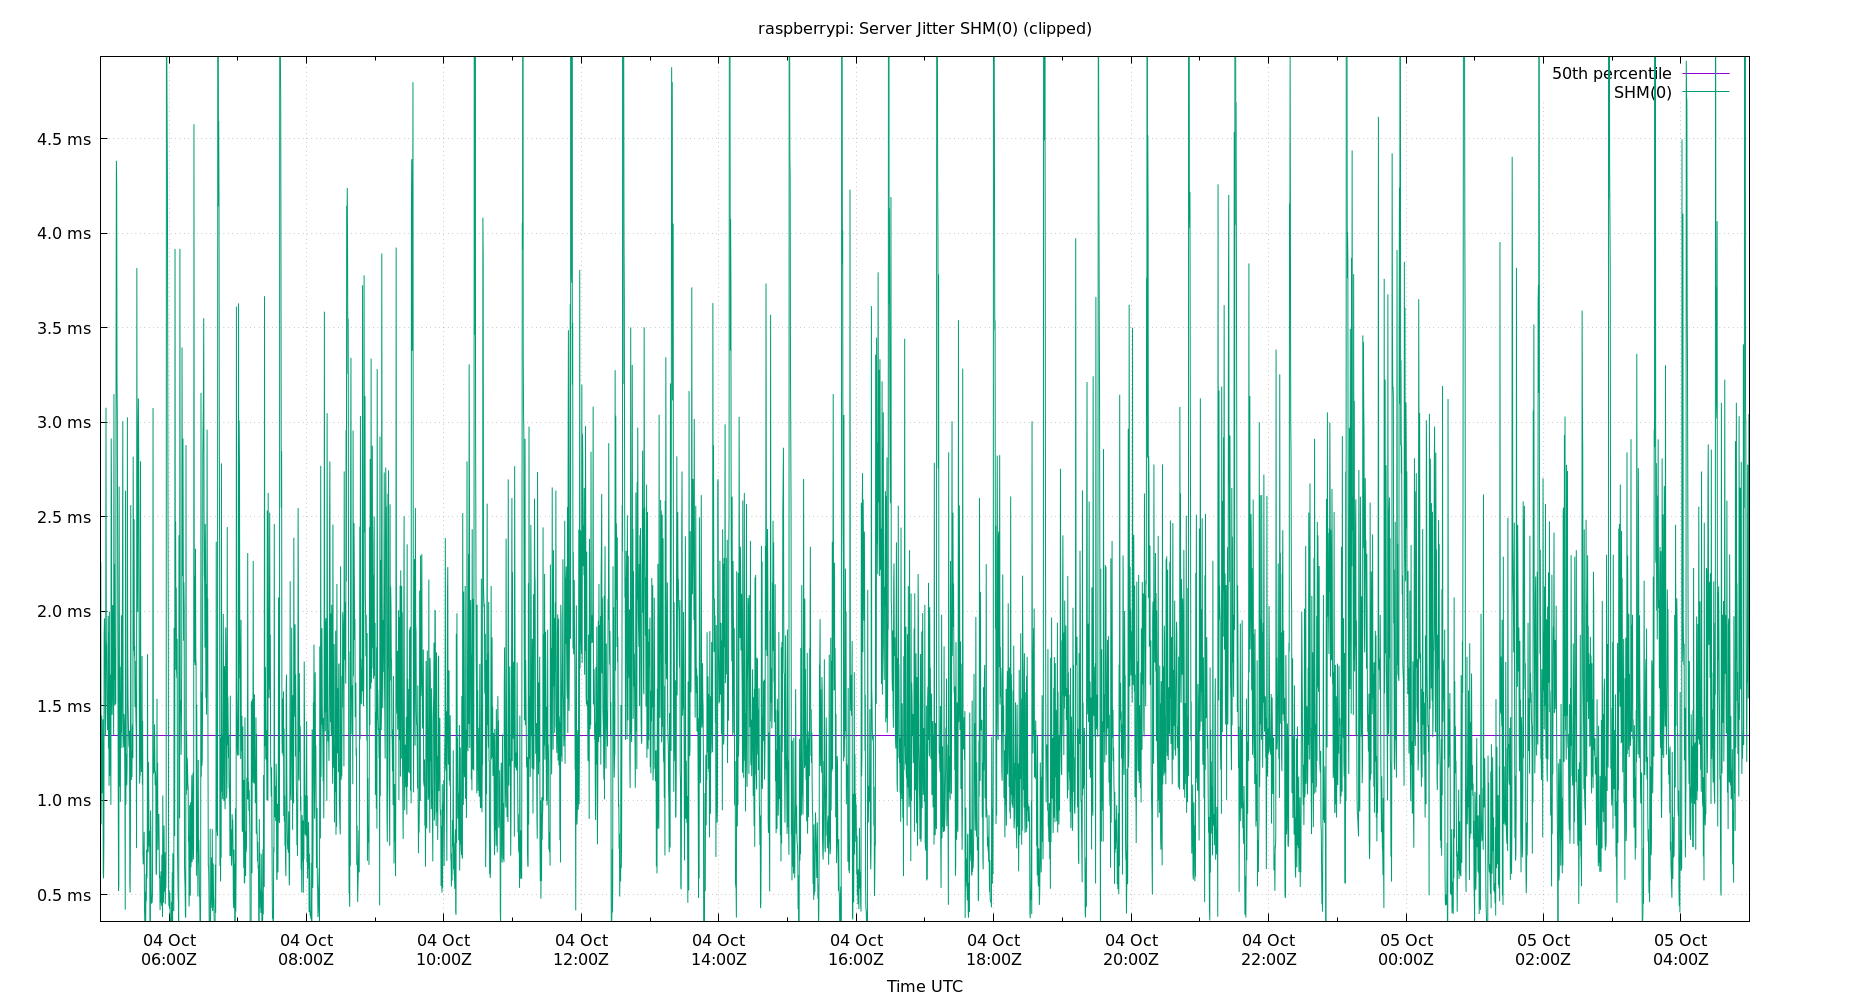 raspberrypi: Server Jitter SHM(0) (clipped)
50th percentile
SHM(0)
4.5 ms
4.0 ms
3.5 ms
3.0 ms
2.5 ms
2.0 ms
1.5 ms
1.0 ms
0.5 ms
04 Oct 04 Oct 04 Oct 04 Oct 04 Oct 04 Oct 04 Oct 04 Oct 04 Oct 05 Oct 05 Oct 05 Oct
06:00Z 08:00Z 10:00Z 12:00Z 14:00Z 16:00Z 18:00Z 20:00Z 22:00Z 00:00Z 02:00Z 04:00Z
Time UTC